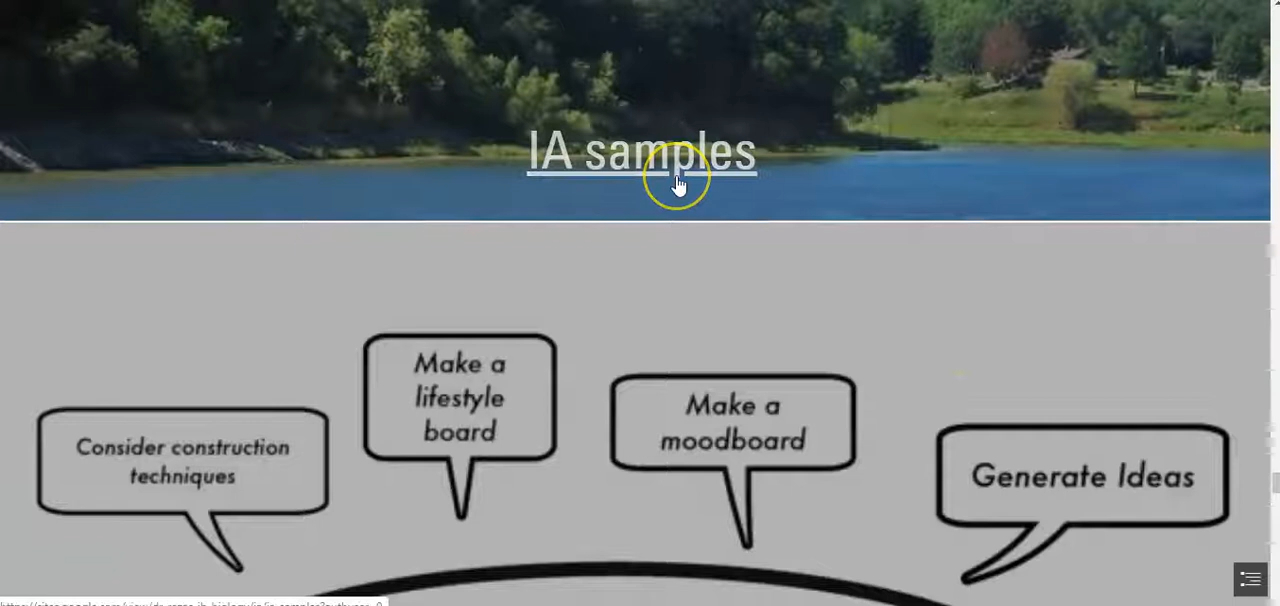 IA samples
Make a
lifestyle
board
Make a
moodboard
Consider construction
techniques
Generate Ideas